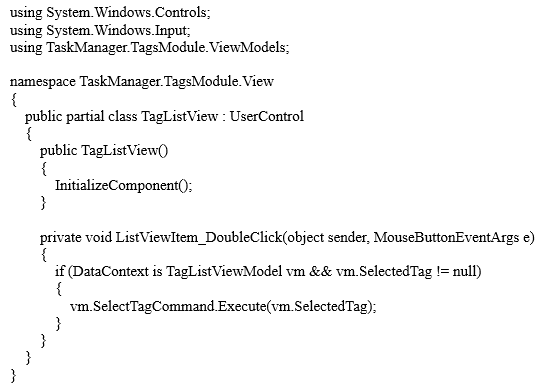 using System.Windows.Controls;
using System.Windows.Input;
using TaskManager.TagsModule.ViewModels;

namespace TaskManager.TagsModule.View
{
    public partial class TagListView : UserControl
    {
        public TagListView()
        {
            InitializeComponent();
        }

        private void ListViewItem_DoubleClick(object sender, MouseButtonEventArgs e)
        {
            if (DataContext is TagListViewModel vm && vm.SelectedTag != null)
            {
                vm.SelectTagCommand.Execute(vm.SelectedTag);
            }
        }
    }
}